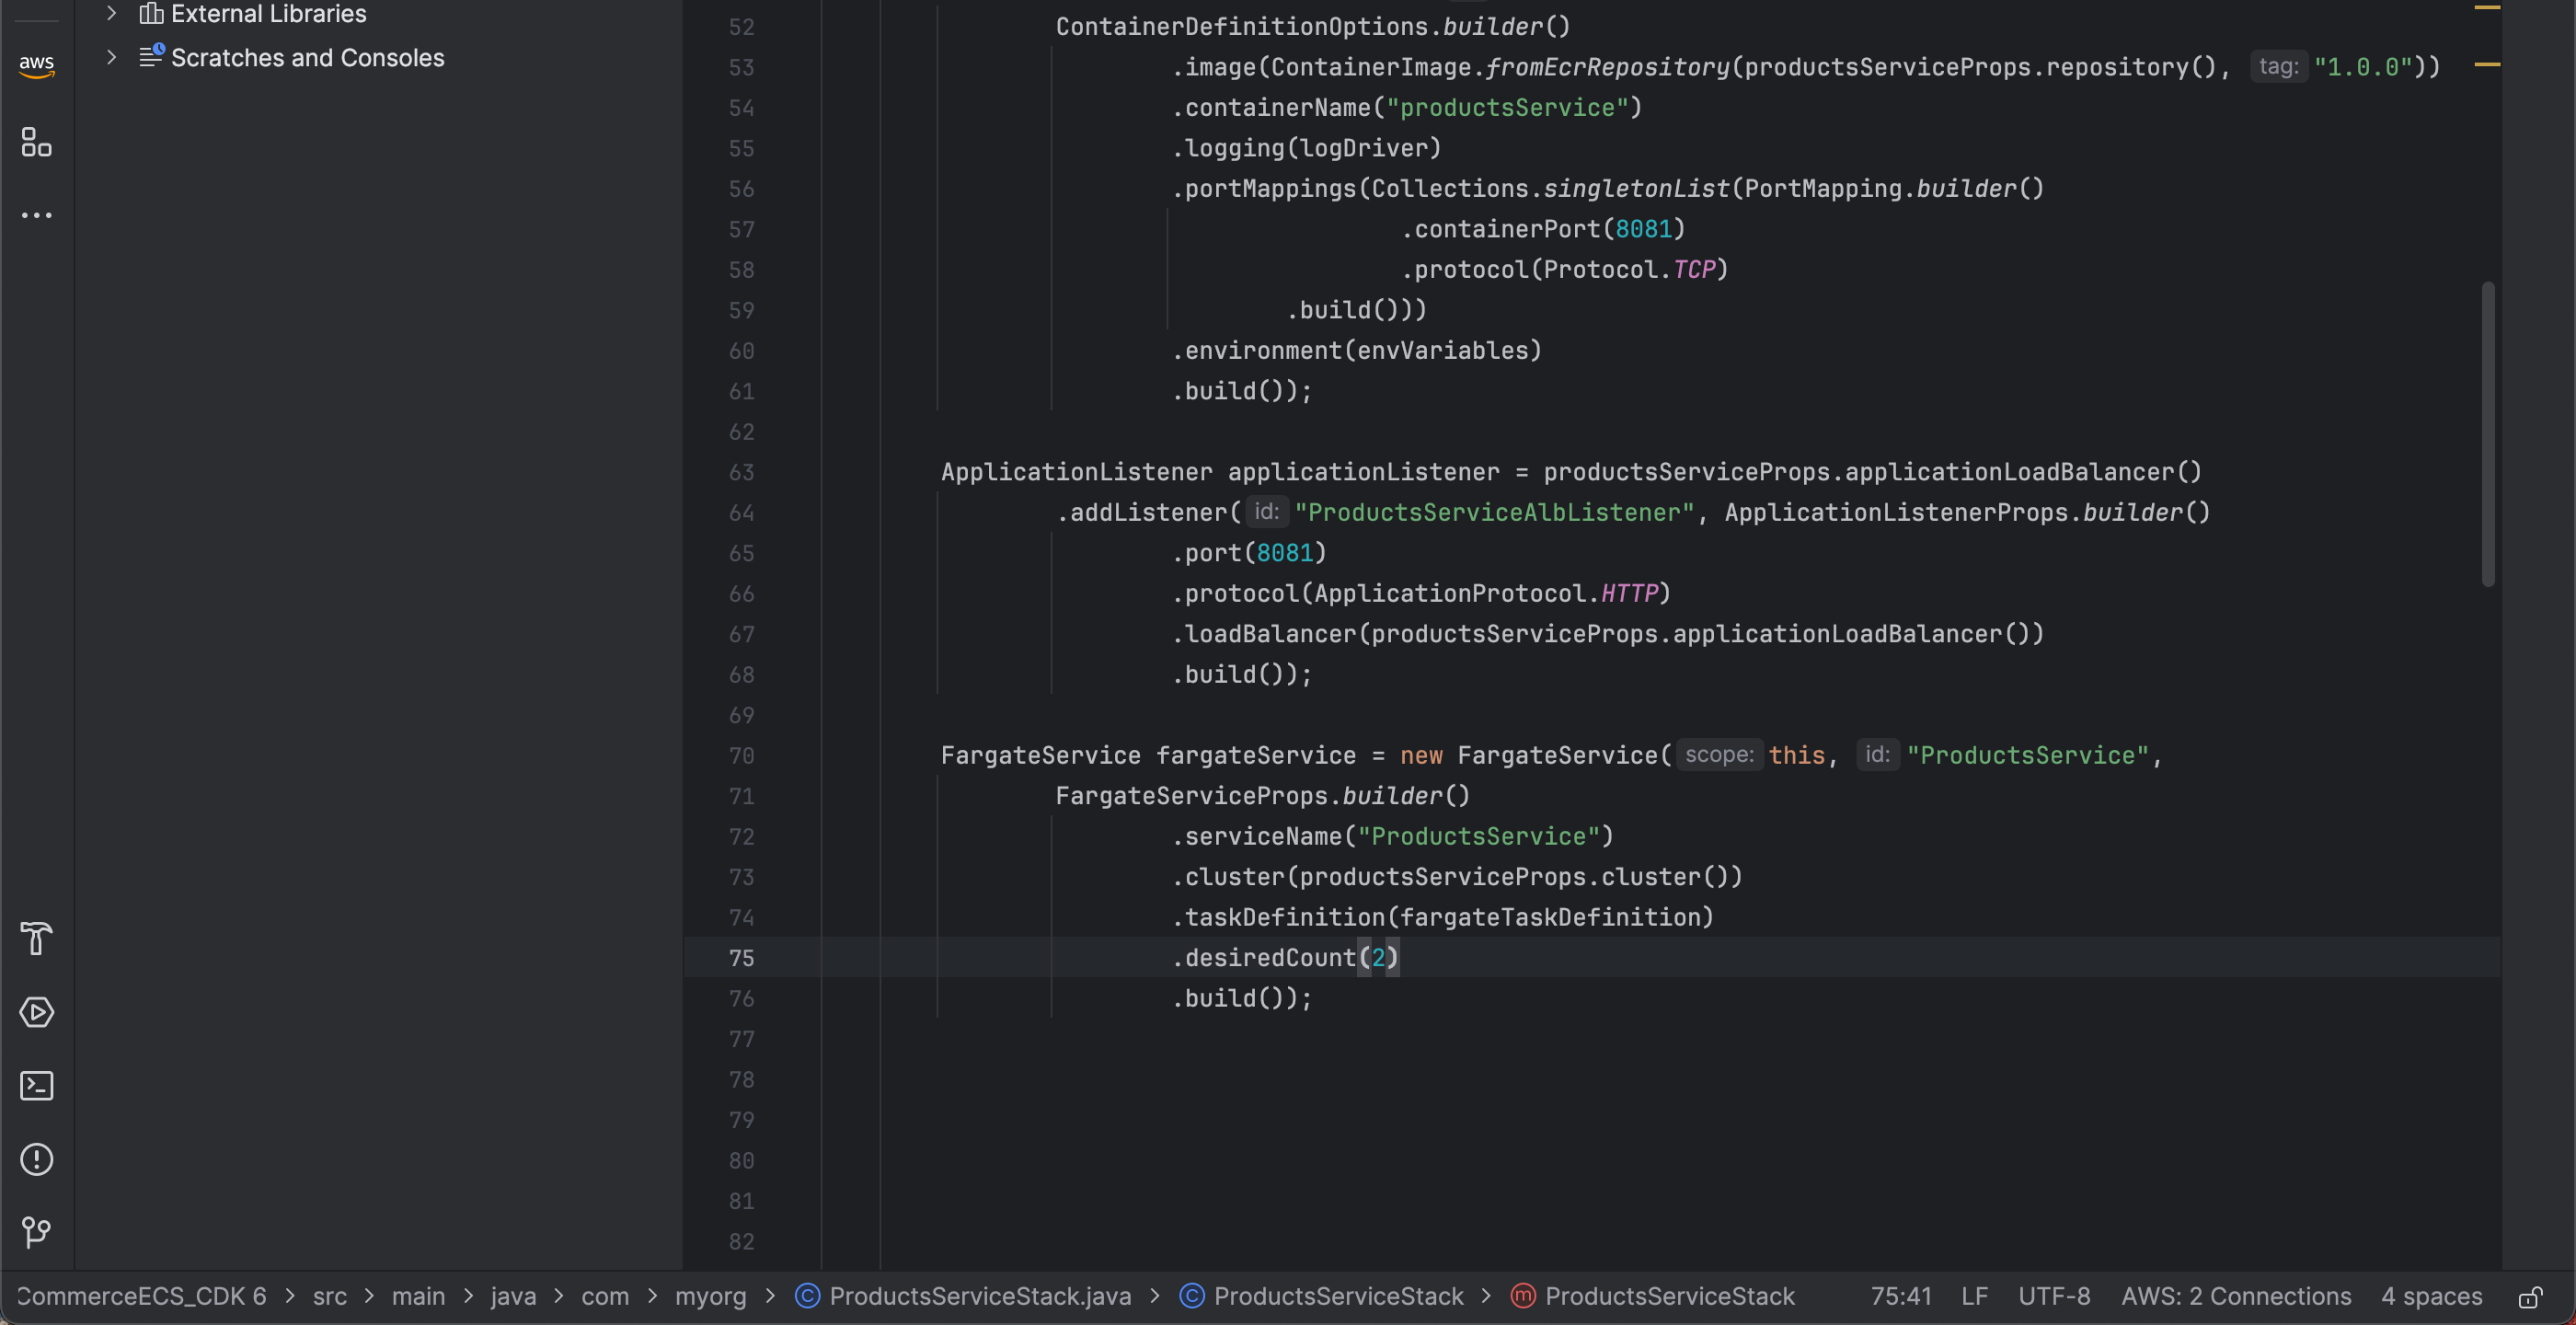 External Libraries
Scratches and Consoles
aws
52 ContainerDefinitionOptions.builder()
53 .image(ContainerImage.fromEcrRepository(productsServiceProps.repository(), tag: "1.0.0"))
54 .containerName("productsService")
55 .logging(logDriver)
56 .portMappings(Collections.singletonList(PortMapping.builder()
57 .containerPort(8081)
58 .protocol(Protocol.TCP)
59 .build()))
60 .environment(envVariables)
61 .build());
62
63 ApplicationListener applicationListener = productsServiceProps.applicationLoadBalancer()
64 .addListener( id: "ProductsServiceAlbListener", ApplicationListenerProps.builder()
65 .port(8081)
66 .protocol(ApplicationProtocol.HTTP)
67 .loadBalancer(productsServiceProps.applicationLoadBalancer())
68 .build());
69
70 FargateService fargateService = new FargateService( scope: this, id: "ProductsService",
71 FargateServiceProps.builder()
72 .serviceName("ProductsService")
73 .cluster(productsServiceProps.cluster())
74 .taskDefinition(fargateTaskDefinition)
75 .desiredCount(2)
76 .build());
77
78
79
80
81
82
CommerceECS_CDK 6 > src > main > java > com > myorg > ProductsServiceStack.java > ProductsServiceStack > ProductsServiceStack 75:41 LF UTF-8 AWS: 2 Connections 4 spaces